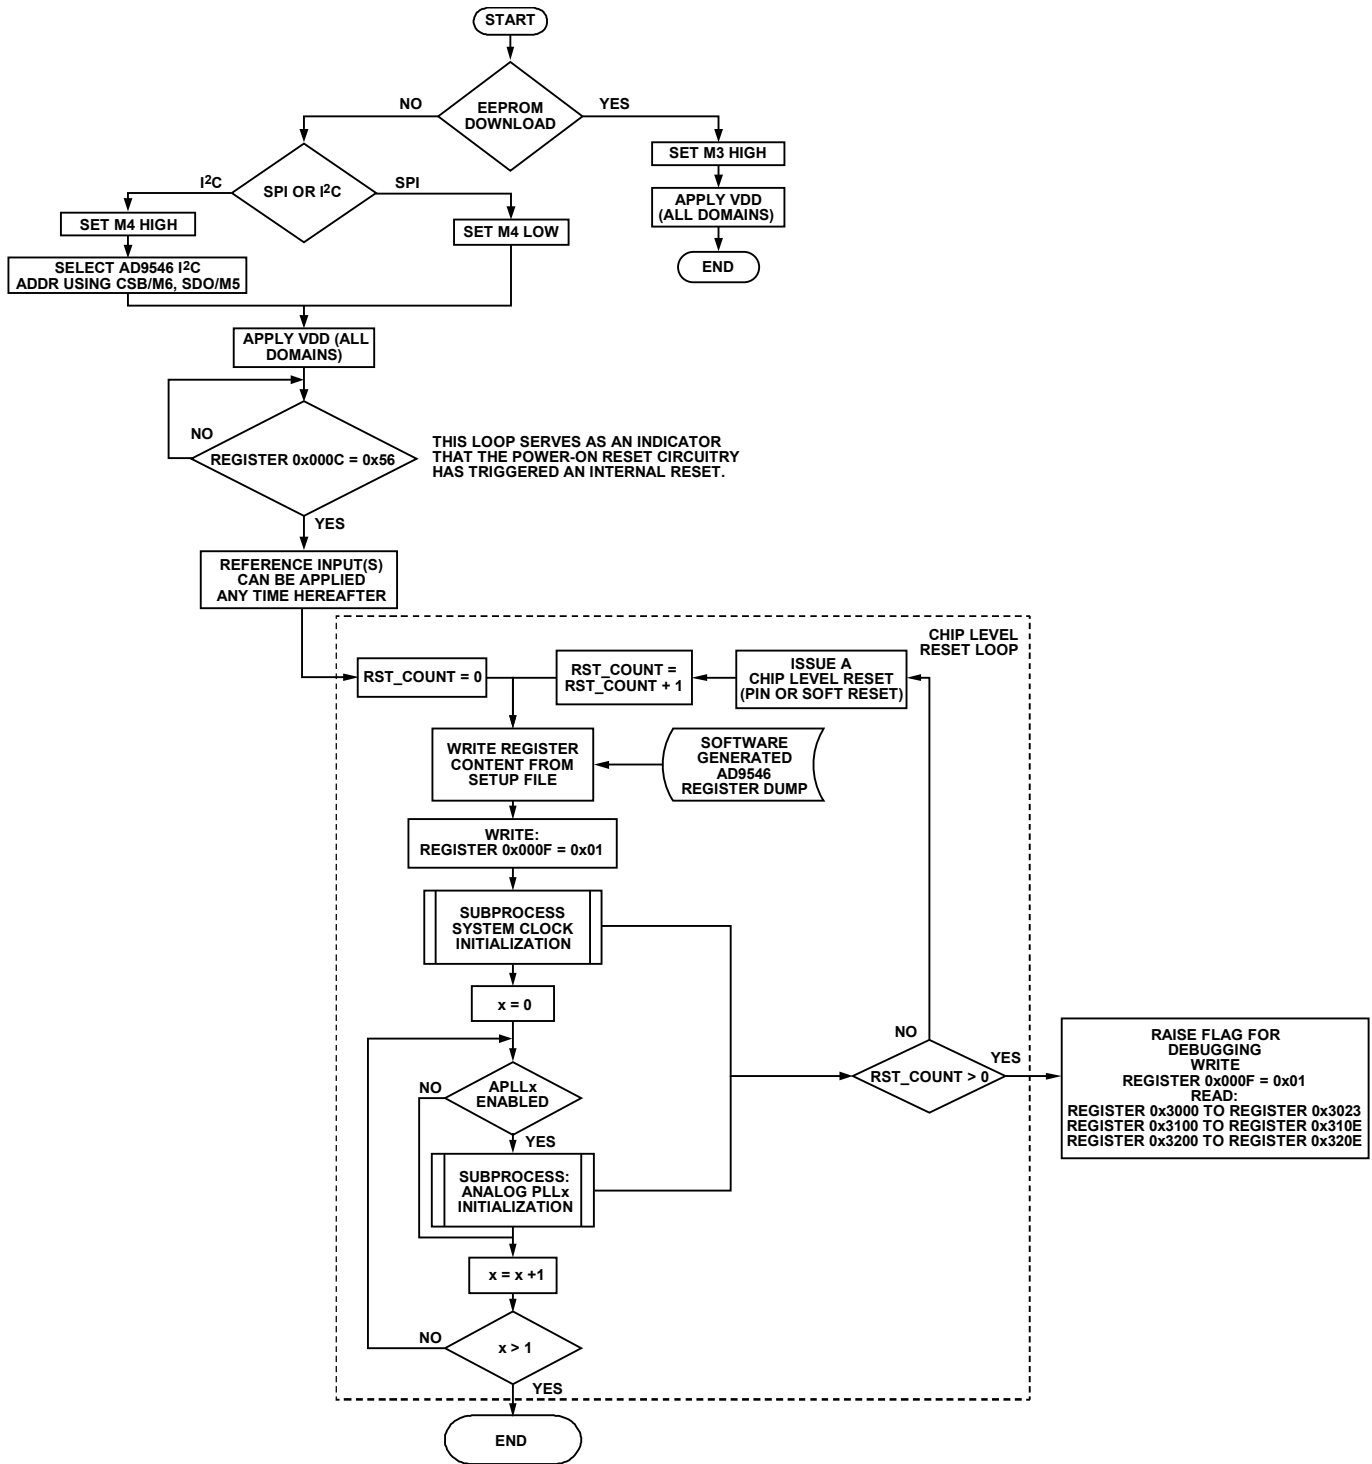 START
EEPROM
DOWNLOAD
NO
YES
SET M3 HIGH
APPLY VDD
(ALL DOMAINS)
END
SPI OR I²C
I²C
SPI
SET M4 HIGH
SET M4 LOW
SELECT AD9546 I²C
ADDR USING CSB/M6, SDO/M5
APPLY VDD (ALL
DOMAINS)
NO
REGISTER 0x000C = 0x56
YES
THIS LOOP SERVES AS AN INDICATOR
THAT THE POWER-ON RESET CIRCUITRY
HAS TRIGGERED AN INTERNAL RESET.
REFERENCE INPUT(S)
CAN BE APPLIED
ANY TIME HEREAFTER
CHIP LEVEL
RESET LOOP
RST_COUNT = 0
RST_COUNT =
RST_COUNT + 1
ISSUE A
CHIP LEVEL RESET
(PIN OR SOFT RESET)
WRITE REGISTER
CONTENT FROM
SETUP FILE
SOFTWARE
GENERATED
AD9546
REGISTER DUMP
WRITE:
REGISTER 0x000F = 0x01
SUBPROCESS
SYSTEM CLOCK
INITIALIZATION
x = 0
NO
APLLx
ENABLED
YES
SUBPROCESS:
ANALOG PLLx
INITIALIZATION
x = x +1
NO
x > 1
YES
END
NO
RST_COUNT > 0
YES
RAISE FLAG FOR
DEBUGGING
WRITE
REGISTER 0x000F = 0x01
READ:
REGISTER 0x3000 TO REGISTER 0x3023
REGISTER 0x3100 TO REGISTER 0x310E
REGISTER 0x3200 TO REGISTER 0x320E